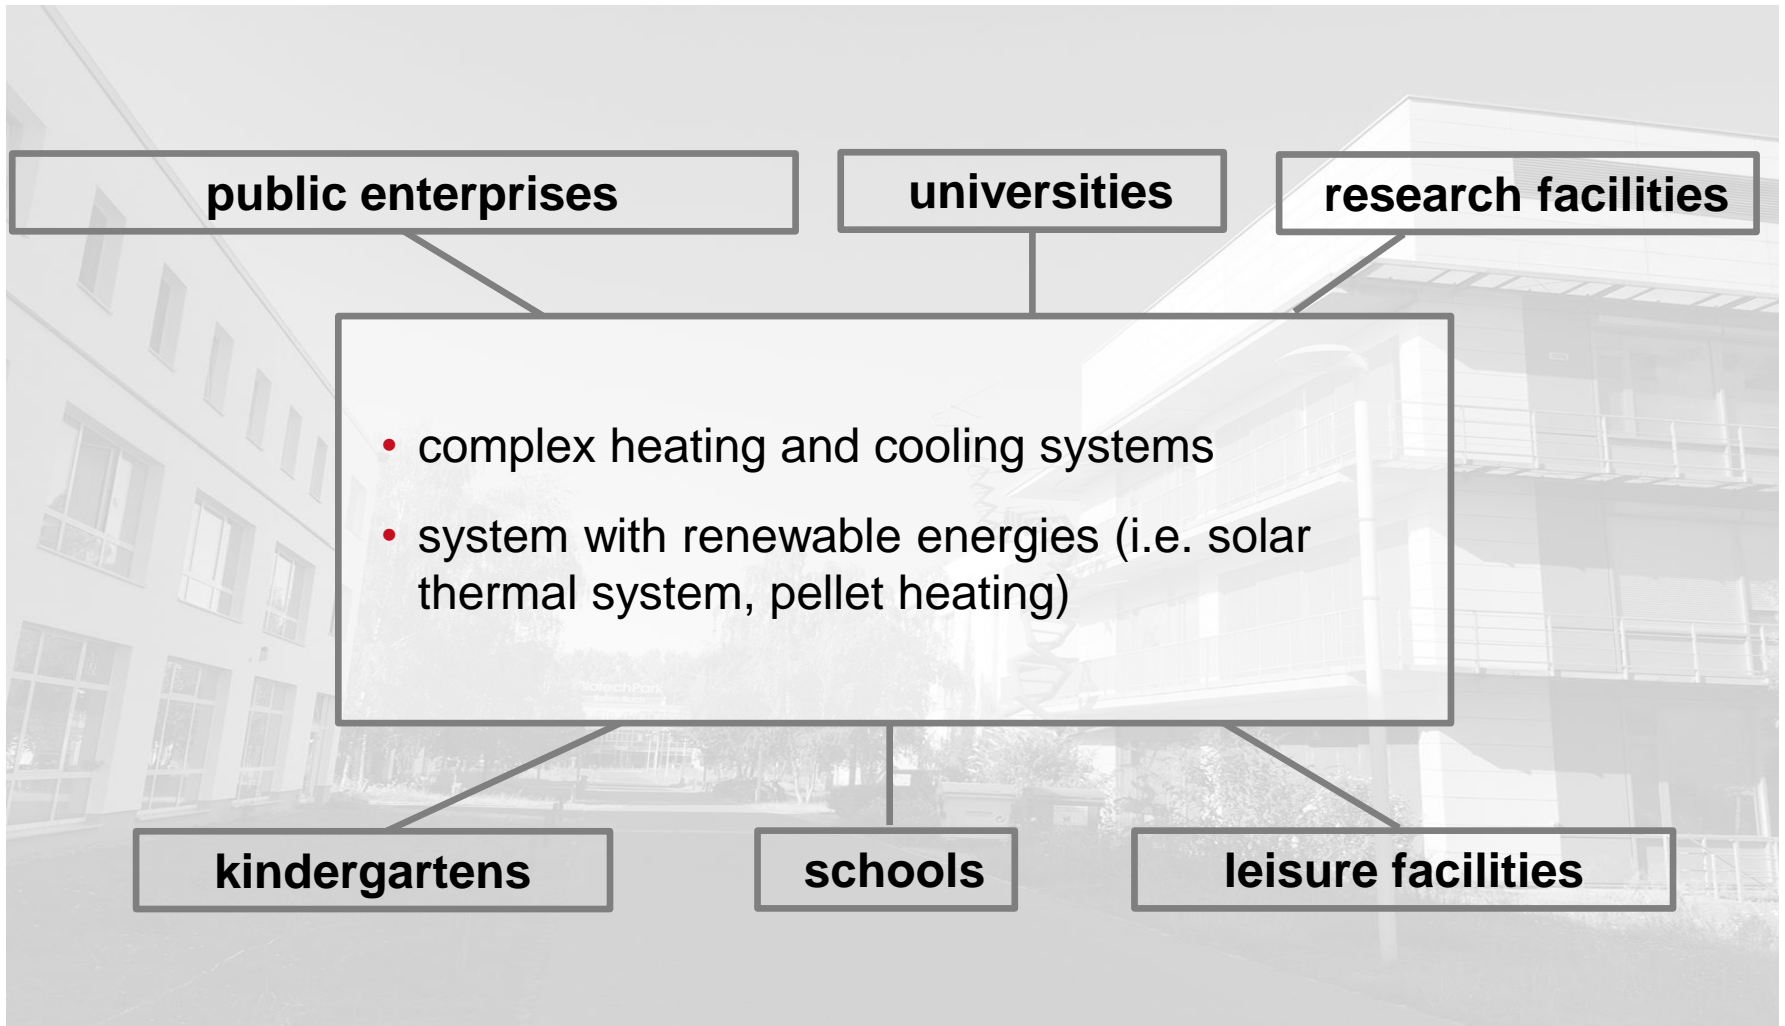 public enterprises
universities
research facilities
• complex heating and cooling systems
• system with renewable energies (i.e. solar
thermal system, pellet heating)
BiotechPark
kindergartens
schools
leisure facilities